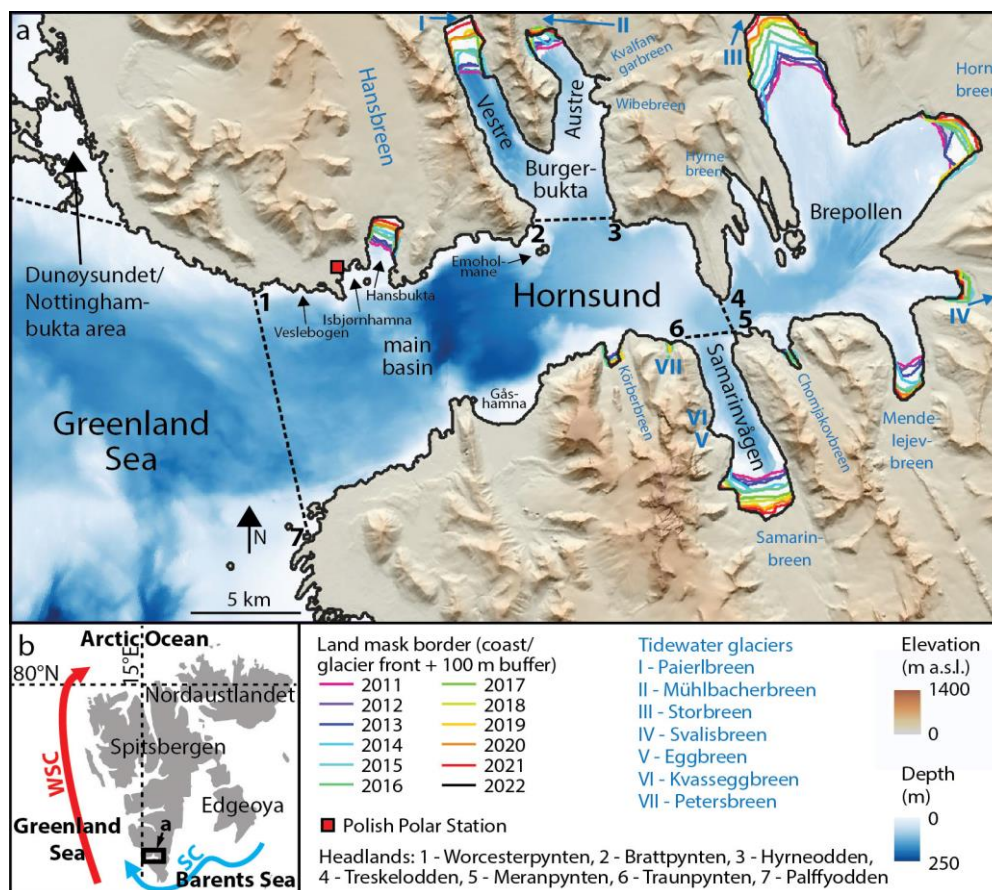 a
I
II
III
Kvalfan-
garbreen
Wibebreen
Horn
breen
Hansbreen
Vestre
Austre
Burger-
bukta
Hyrne-
breen
Brepollen
Dunøysundet/
Nottingham-
bukta area
1
2
3
Emohol-
mane
Veslebogen
Isbjørnhamna
Hansbukta
main
basin
Hornsund
4
5
6
IV
VII
Gås-
hamna
Körberbreen
Samarinvågen
Chomjakovbreen
VI
V
Mende-
lejev-
breen
Greenland
Sea
Samarin-
breen
7
N
5 km
b
Arctic Ocean
80°N
15°E
Nordaustlandet
Spitsbergen
WSC
Edgeoya
Greenland
Sea
a
SC
Barents Sea
Land mask border (coast/
glacier front + 100 m buffer)
2011
2012
2013
2014
2015
2016
2017
2018
2019
2020
2021
2022
Polish Polar Station
Tidewater glaciers
I - Paierlbreen
II - Mühlbacherbreen
III - Storbreen
IV - Svalisbreen
V - Eggbreen
VI - Kvasseggbreen
VII - Petersbreen
Elevation
(m a.s.l.)
1400
0
Depth
(m)
0
250
Headlands: 1 - Worcesterpynten, 2 - Brattpynten, 3 - Hyrneodden,
4 - Treskelodden, 5 - Meranpynten, 6 - Traunpynten, 7 - Palffyodden